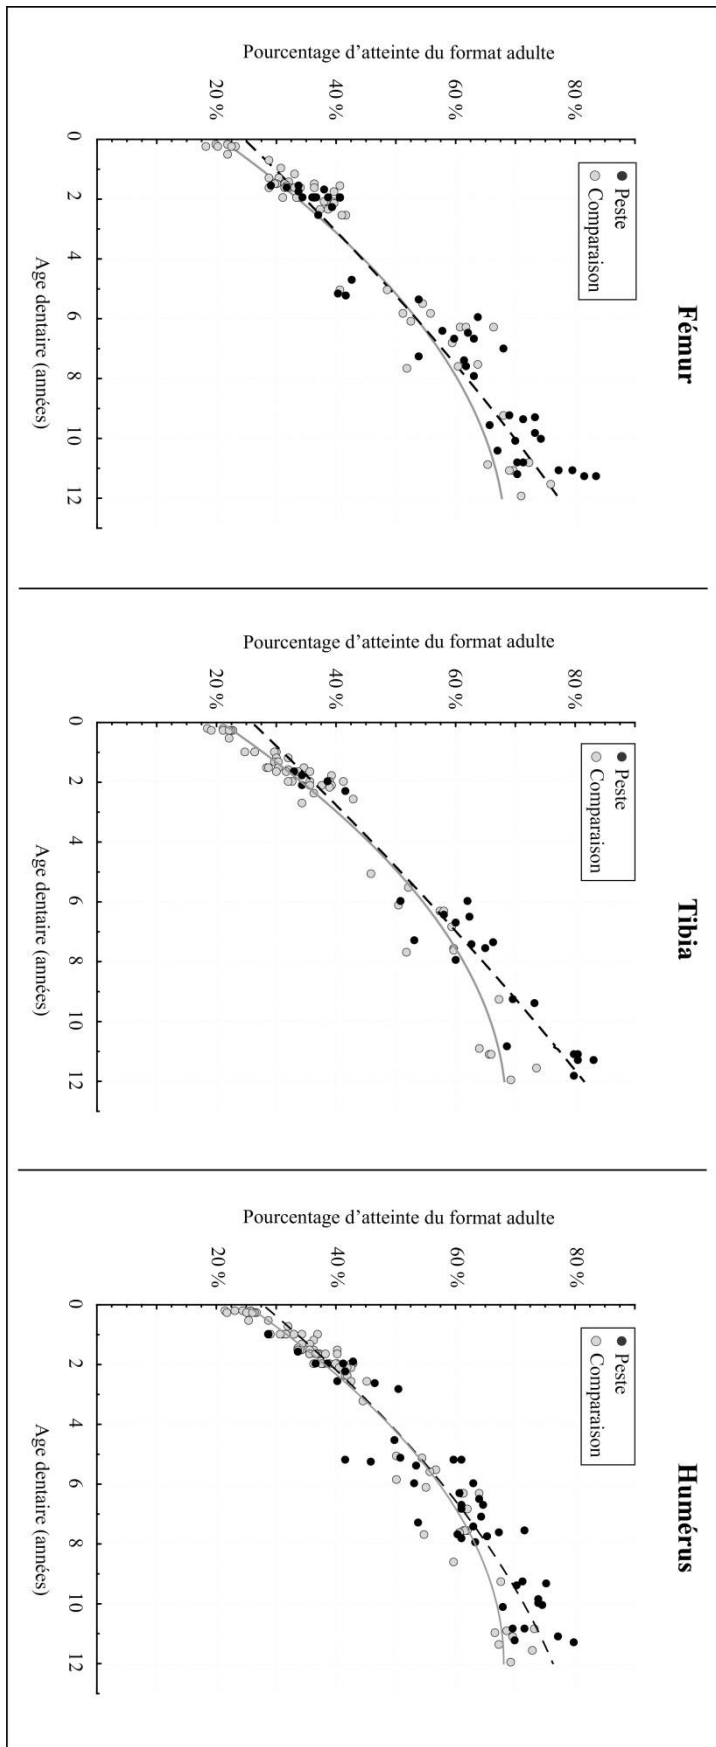 Fémur
Peste
Comparaison
Pourcentage d’atteinte du format adulte
80 %
60 %
40 %
20 %
0
2
4
6
8
10
12
Age dentaire (années)
Tibia
Peste
Comparaison
Pourcentage d’atteinte du format adulte
80 %
60 %
40 %
20 %
0
2
4
6
8
10
12
Age dentaire (années)
Humérus
Peste
Comparaison
Pourcentage d’atteinte du format adulte
80 %
60 %
40 %
20 %
0
2
4
6
8
10
12
Age dentaire (années)